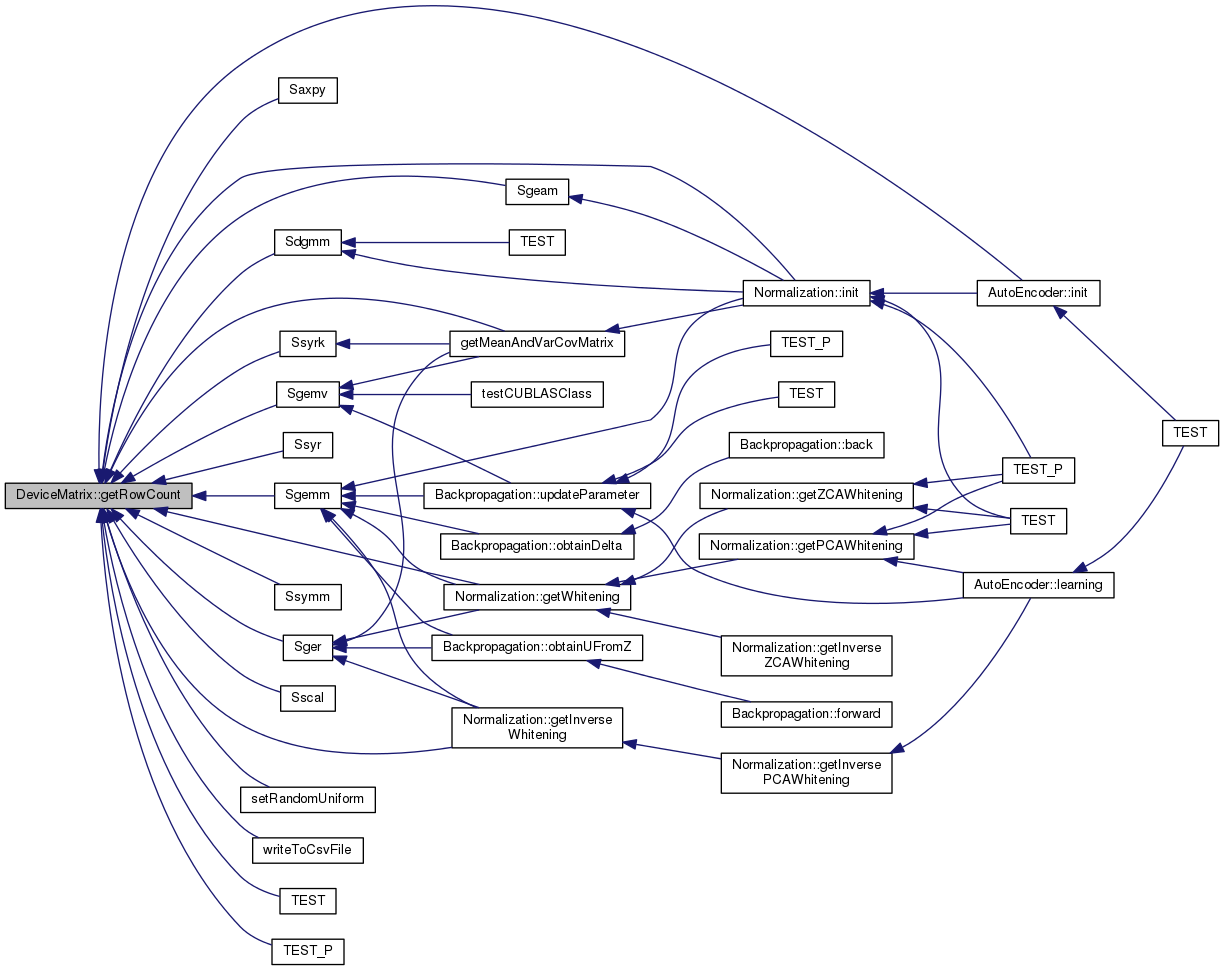 Saxpy
Sgeam
Sdgmm
TEST
Normalization::init
AutoEncoder::init
Ssyrk
getMeanAndVarCovMatrix
TEST_P
Sgemv
testCUBLASClass
TEST
TEST
Ssyr
Backpropagation::back
TEST_P
DeviceMatrix::getRowCount
Sgemm
Backpropagation::updateParameter
Normalization::getZCAWhitening
TEST
Backpropagation::obtainDelta
Normalization::getPCAWhitening
AutoEncoder::learning
Ssymm
Normalization::getWhitening
Sger
Backpropagation::obtainUFromZ
Normalization::getInverse
ZCAWhitening
Sscal
Normalization::getInverse
Whitening
Backpropagation::forward
Normalization::getInverse
PCAWhitening
setRandomUniform
writeToCsvFile
TEST
TEST_P